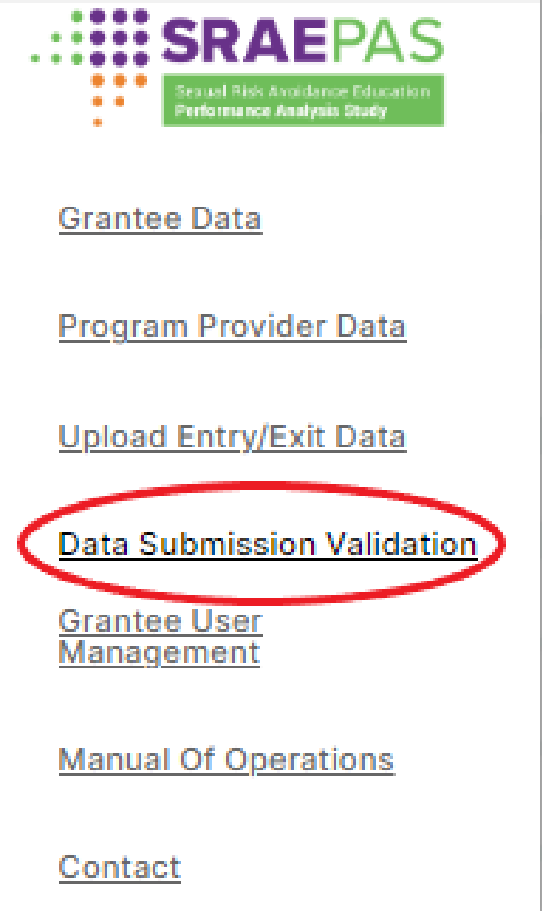 SRAEPAS
Sexual Risk Avoidance Education
Performance Analysis Study
Grantee Data
Program Provider Data
Upload Entry/Exit Data
Data Submission Validation
Grantee User
Management
Manual Of Operations
Contact